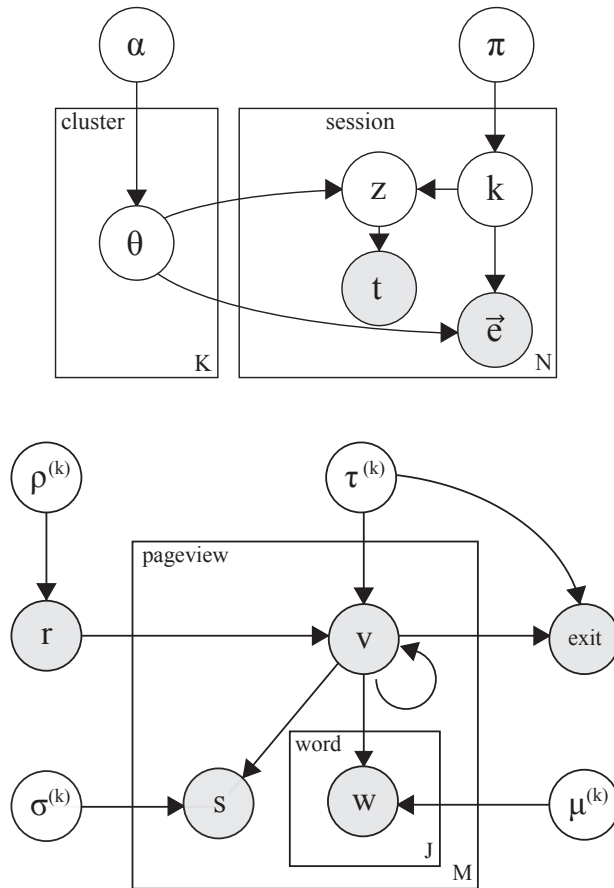 α π
cluster session
z k
θ
t
e⃗
K N
ρ(k) τ(k)
pageview
r v exit
word
σ(k) s w μ(k)
J
M